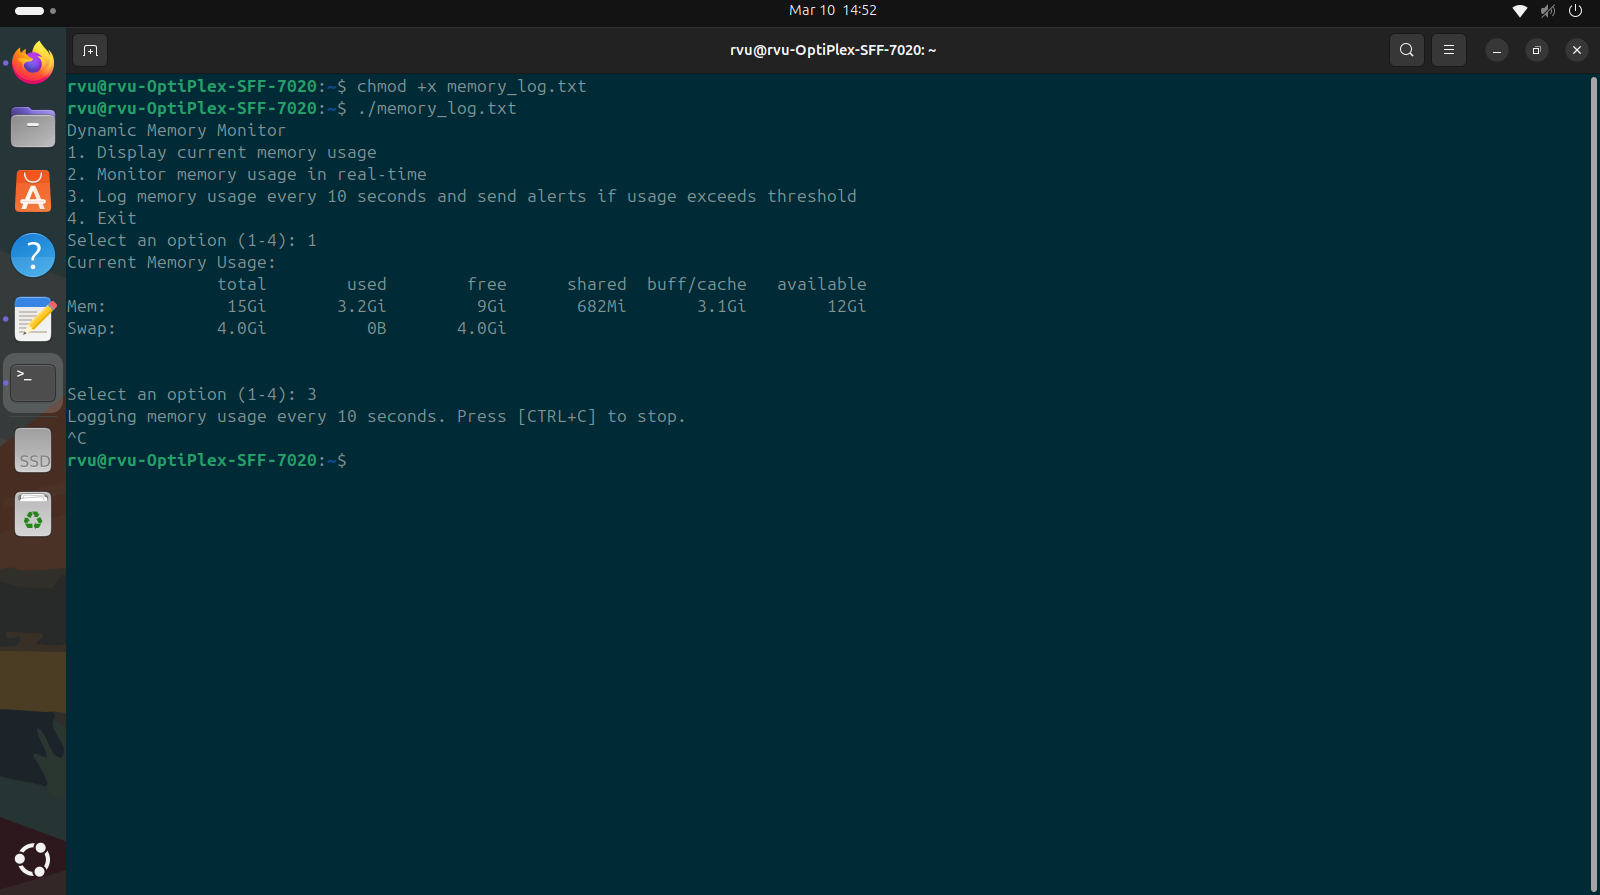 Mar 10 14:52
rvu@rvu-OptiPlex-SFF-7020: ~
rvu@rvu-OptiPlex-SFF-7020:~$ chmod +x memory_log.txt
rvu@rvu-OptiPlex-SFF-7020:~$ ./memory_log.txt
Dynamic Memory Monitor
1. Display current memory usage
2. Monitor memory usage in real-time
3. Log memory usage every 10 seconds and send alerts if usage exceeds threshold
4. Exit
Select an option (1-4): 1
Current Memory Usage:
total used free shared buff/cache available
Mem: 15Gi 3.2Gi 9Gi 682Mi 3.1Gi 12Gi
Swap: 4.0Gi 0B 4.0Gi
Select an option (1-4): 3
Logging memory usage every 10 seconds. Press [CTRL+C] to stop.
^C
rvu@rvu-OptiPlex-SFF-7020:~$
>_
SSD